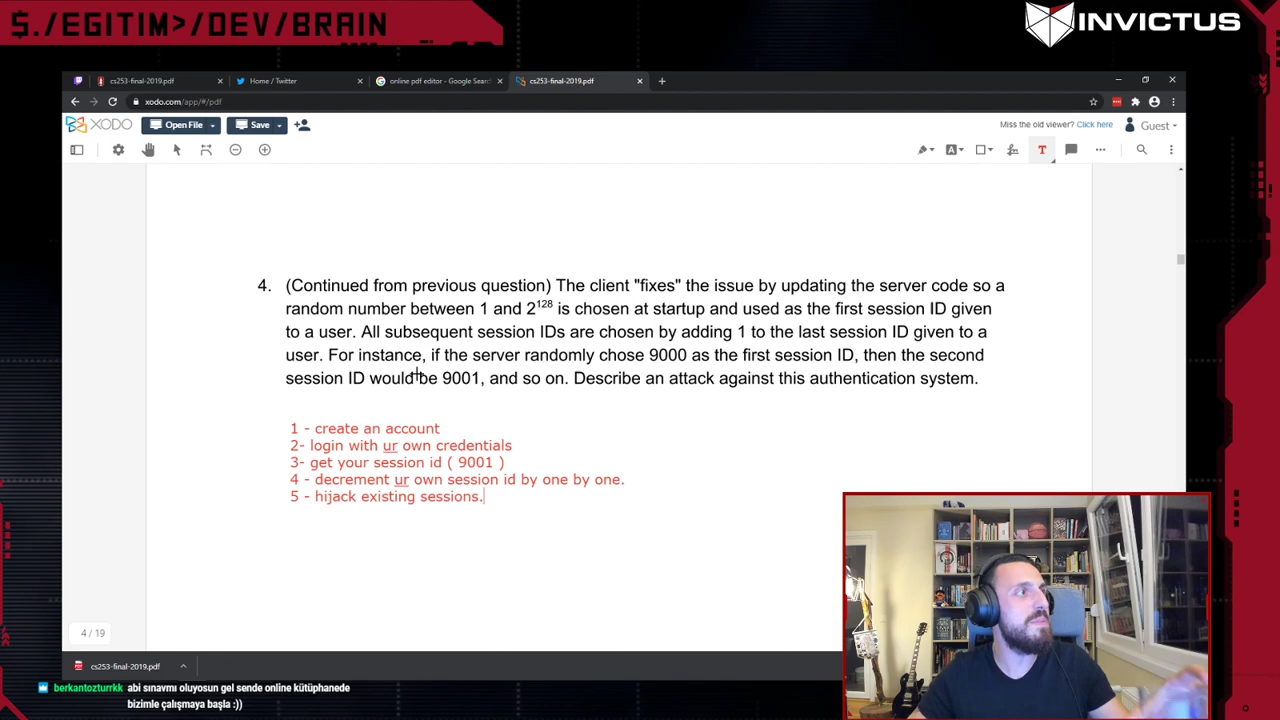 $./EGITIM>/DEV/BRAIN
INVICTUS
cs253-final-2019.pdf
Home / Twitter
online pdf editor - Google Searc
cs253-final-2019.pdf
xodo.com/app/#/pdf
XODO
Open File
Save
Miss the old viewer? Click here
Guest
4. (Continued from previous question) The client "fixes" the issue by updating the server code so a
random number between 1 and 2¹²⁸ is chosen at startup and used as the first session ID given
to a user. All subsequent session IDs are chosen by adding 1 to the last session ID given to a
user. For instance, if the server randomly chose 9000 as the first session ID, then the second
session ID would be 9001, and so on. Describe an attack against this authentication system.
1 - create an account
2- login with ur own credentials
3- get your session id ( 9001 )
4 - decrement ur own session id by one by one.
5 - hijack existing sessions.
4 / 19
cs253-final-2019.pdf
berkantozturrkk abi sınavmı oluyosun gel sende online kütüphanede
bizimle çalışmaya başla :))